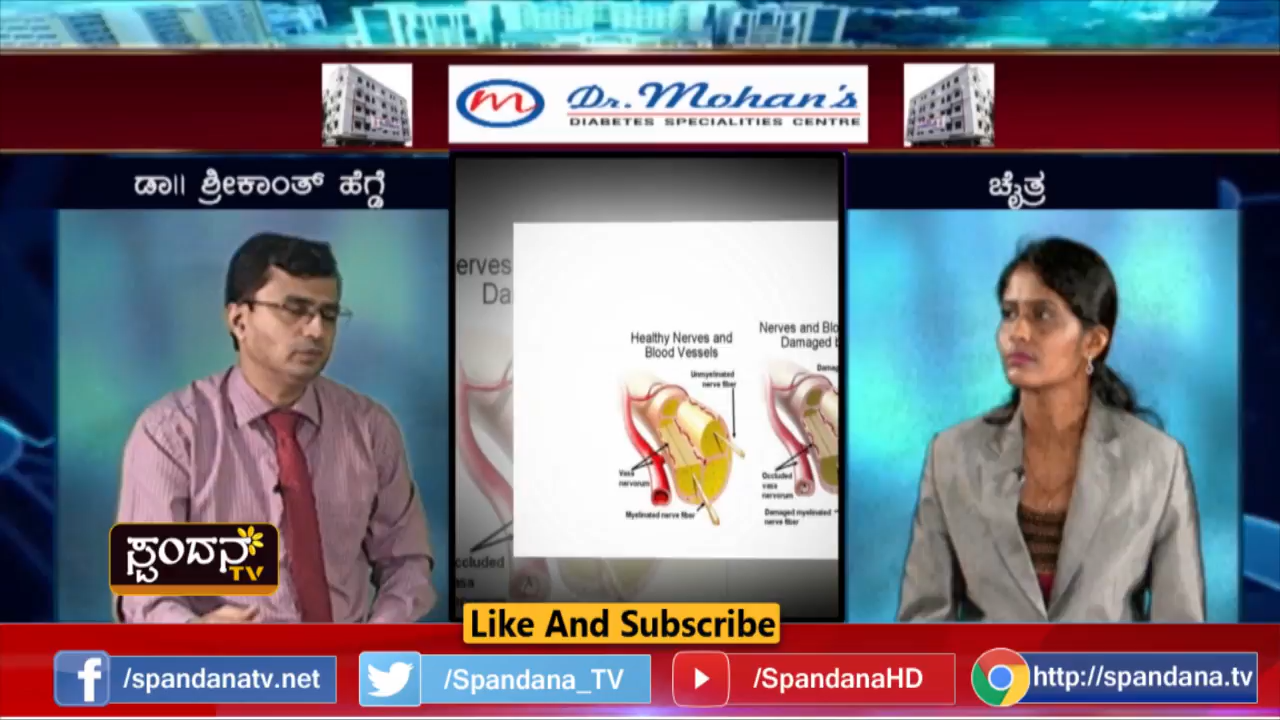 m Dr. Mohan's
DIABETES SPECIALITIES CENTRE
ಡಾ॥ ಶ್ರೀಕಾಂತ್ ಹೆಗ್ಡೆ
ಚೈತ್ರ
erves
Da
Healthy Nerves and
Blood Vessels
Nerves and Blo
Damaged b
Unmyelinated
nerve fiber
Damag
Vasa
nervorum
Myelinated nerve fiber
Occluded
vasa
nervorum
Damaged myelinated
nerve fiber
ccluded
asa
ಸ್ಪಂದನ
TV
Like And Subscribe
/spandanatv.net
/Spandana_TV
/SpandanaHD
http://spandana.tv